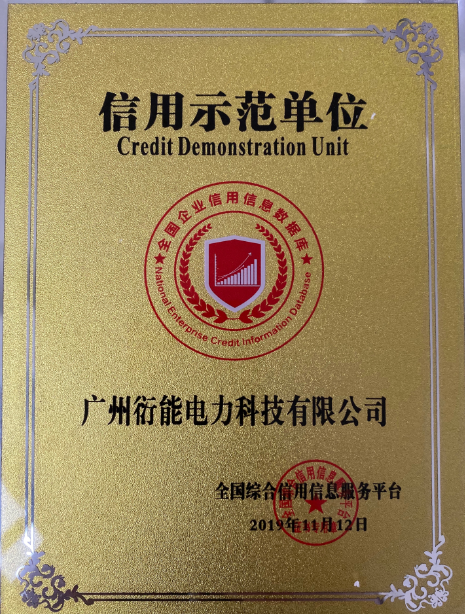 信用示范单位
Credit Demonstration Unit
★全国企业信用信息数据库★
National Enterprise Credit Information Database
广州衍能电力科技有限公司
全国综合信用信息服务平台
2019年11月12日